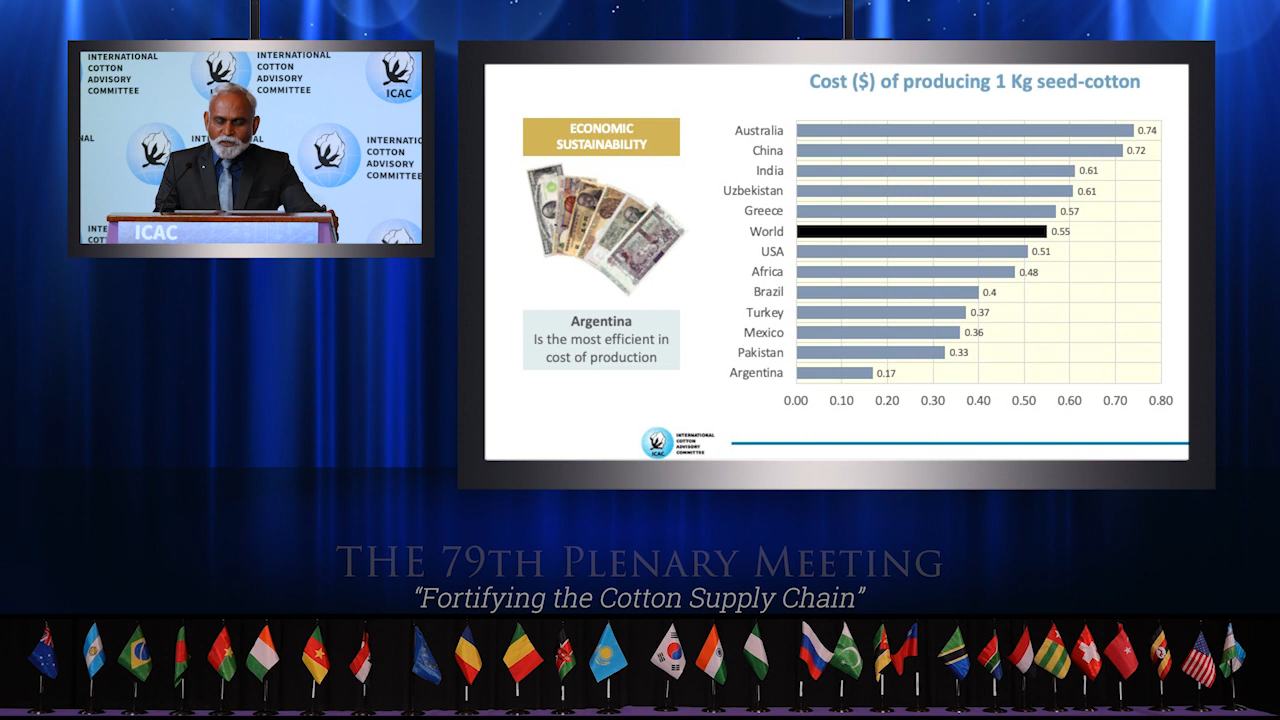 INTERNATIONAL
COTTON
ADVISORY
COMMITTEE
INTERNATIONAL
COTTON
ADVISORY
COMMITTEE
ICAC
COTTON
ADVISORY
COMMITTEE
ICAC
Cost ($) of producing 1 Kg seed-cotton
ECONOMIC
SUSTAINABILITY
Argentina
Is the most efficient in
cost of production
Australia 0.74
China 0.72
India 0.61
Uzbekistan 0.61
Greece 0.57
World 0.55
USA 0.51
Africa 0.48
Brazil 0.4
Turkey 0.37
Mexico 0.36
Pakistan 0.33
Argentina 0.17
0.00 0.10 0.20 0.30 0.40 0.50 0.60 0.70 0.80
ICAC
INTERNATIONAL
COTTON
ADVISORY
COMMITTEE
THE 79TH PLENARY MEETING
“Fortifying the Cotton Supply Chain”